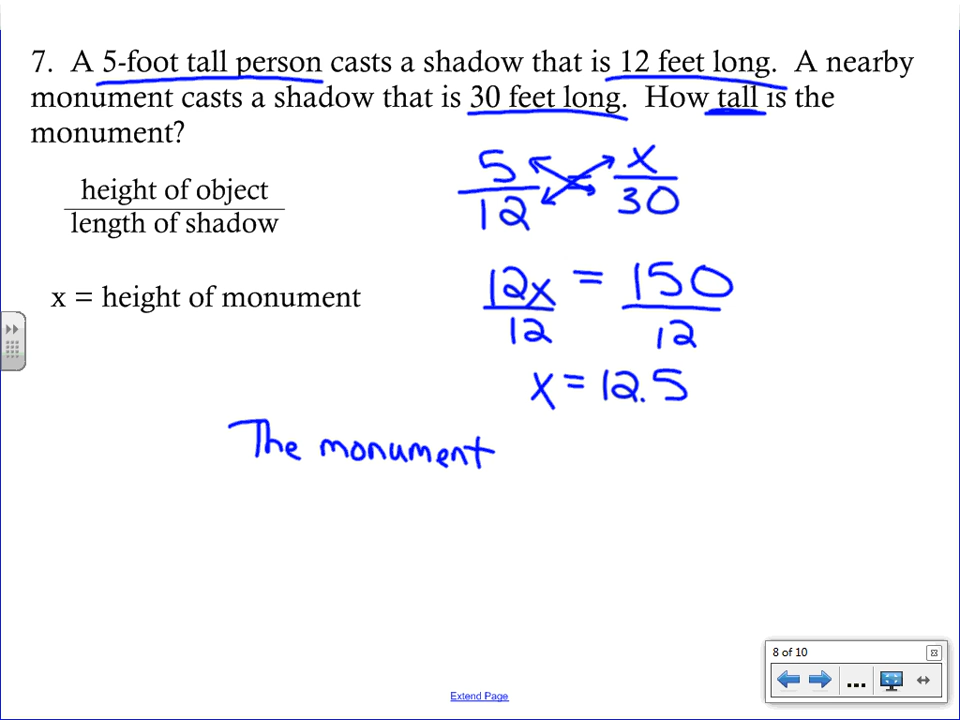 7. A 5-foot tall person casts a shadow that is 12 feet long. A nearby
monument casts a shadow that is 30 feet long. How tall is the
monument?
height of object
length of shadow
x = height of monument
5 = x
12 30
12x = 150
12 12
x = 12.5
The monument
8 of 10
...
Extend Page